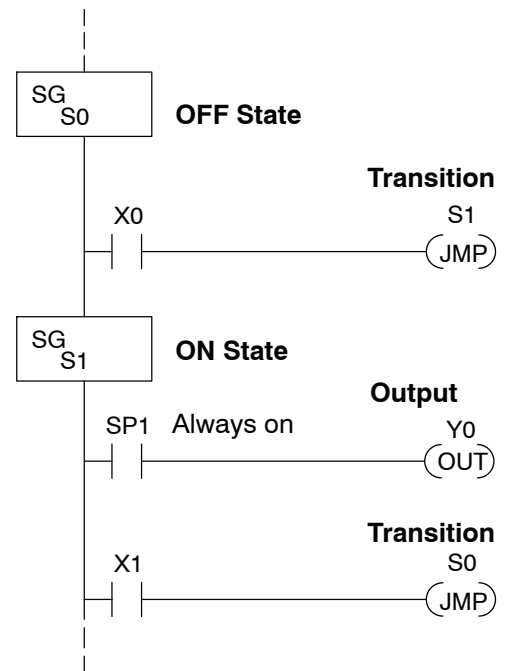 SG
S0
OFF State
Transition
X0
S1
JMP
SG
S1
ON State
Output
SP1 Always on
Y0
OUT
Transition
X1
S0
JMP